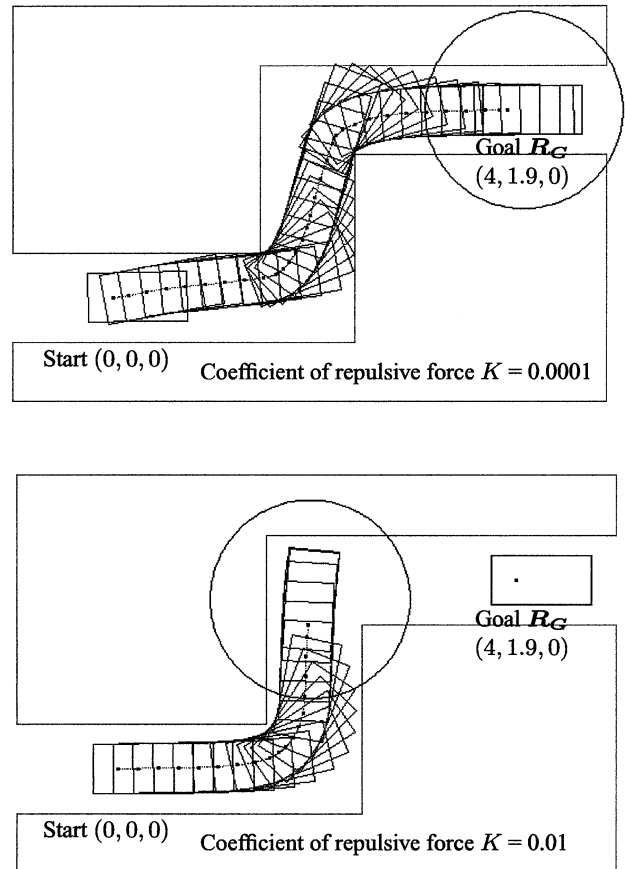 Goal R_G
(4, 1.9, 0)
Start (0, 0, 0)
Coefficient of repulsive force K = 0.0001
Goal R_G
(4, 1.9, 0)
Start (0, 0, 0)
Coefficient of repulsive force K = 0.01